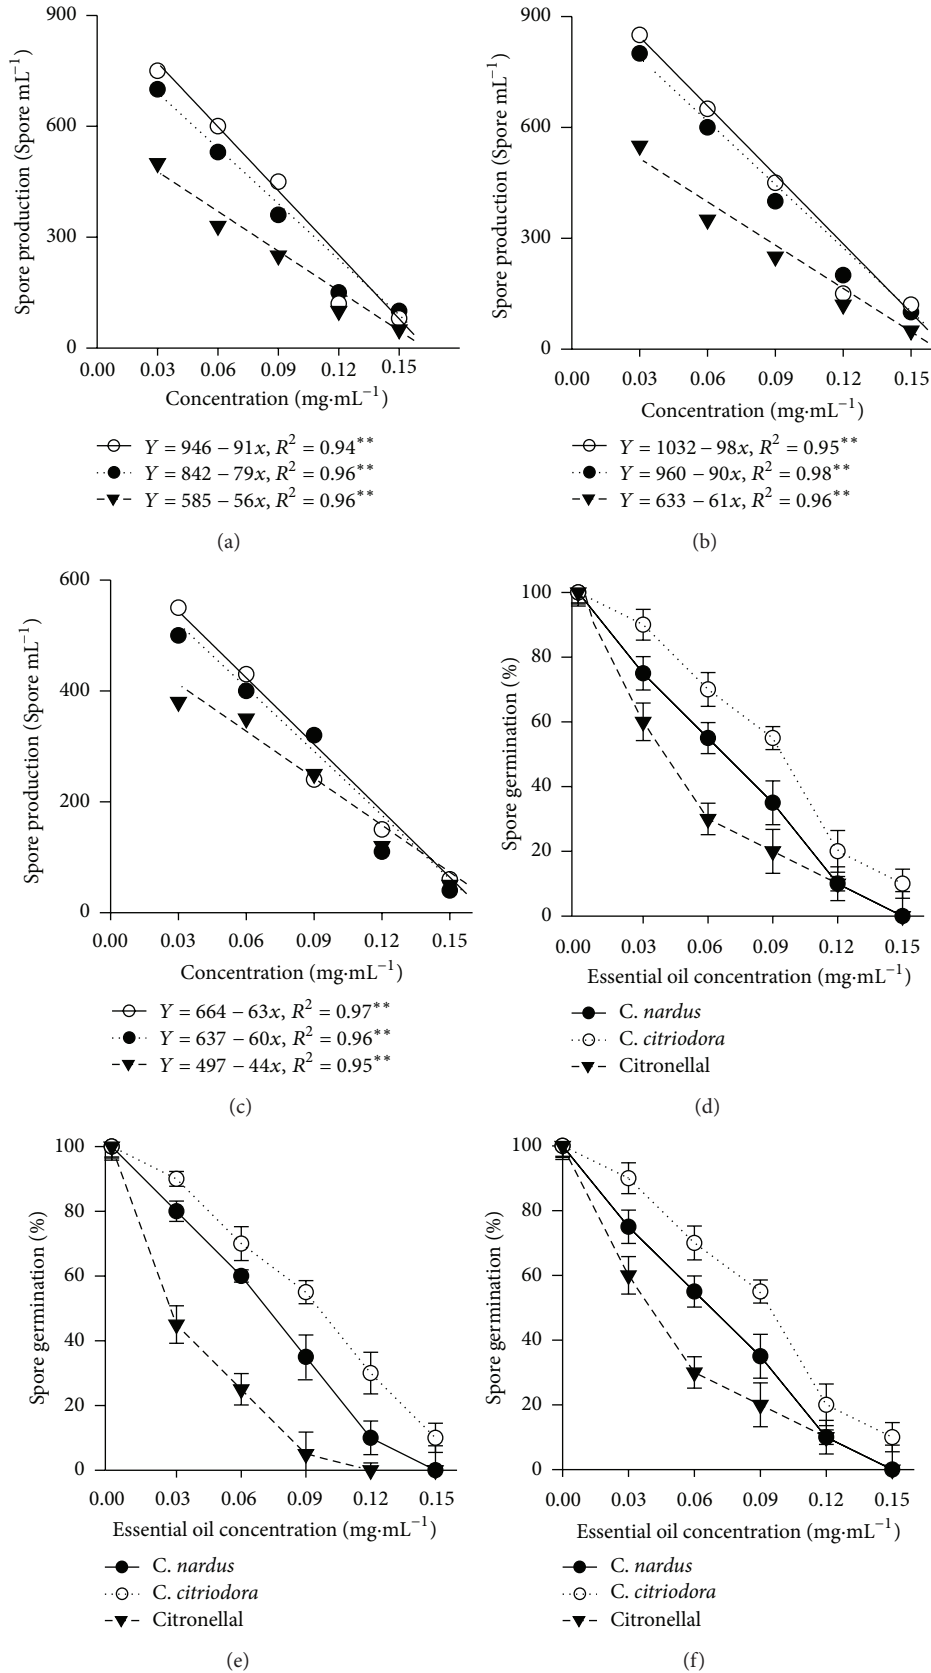 900
600
300
0
Spore production (Spore mL⁻¹)
0.00 0.03 0.06 0.09 0.12 0.15
Concentration (mg·mL⁻¹)
Y = 946 – 91x, R² = 0.94**
Y = 842 – 79x, R² = 0.96**
Y = 585 – 56x, R² = 0.96**
(a)
900
600
300
0
Spore production (Spore mL⁻¹)
0.00 0.03 0.06 0.09 0.12 0.15
Concentration (mg·mL⁻¹)
Y = 1032 – 98x, R² = 0.95**
Y = 960 – 90x, R² = 0.98**
Y = 633 – 61x, R² = 0.96**
(b)
600
400
200
0
Spore production (Spore mL⁻¹)
0.00 0.03 0.06 0.09 0.12 0.15
Concentration (mg·mL⁻¹)
Y = 664 – 63x, R² = 0.97**
Y = 637 – 60x, R² = 0.96**
Y = 497 – 44x, R² = 0.95**
(c)
100
80
60
40
20
0
Spore germination (%)
0.00 0.03 0.06 0.09 0.12 0.15
Essential oil concentration (mg·mL⁻¹)
C. nardus
C. citriodora
Citronellal
(d)
100
80
60
40
20
0
Spore germination (%)
0.00 0.03 0.06 0.09 0.12 0.15
Essential oil concentration (mg·mL⁻¹)
C. nardus
C. citriodora
Citronellal
(e)
100
80
60
40
20
0
Spore germination (%)
0.00 0.03 0.06 0.09 0.12 0.15
Essential oil concentration (mg·mL⁻¹)
C. nardus
C. citriodora
Citronellal
(f)